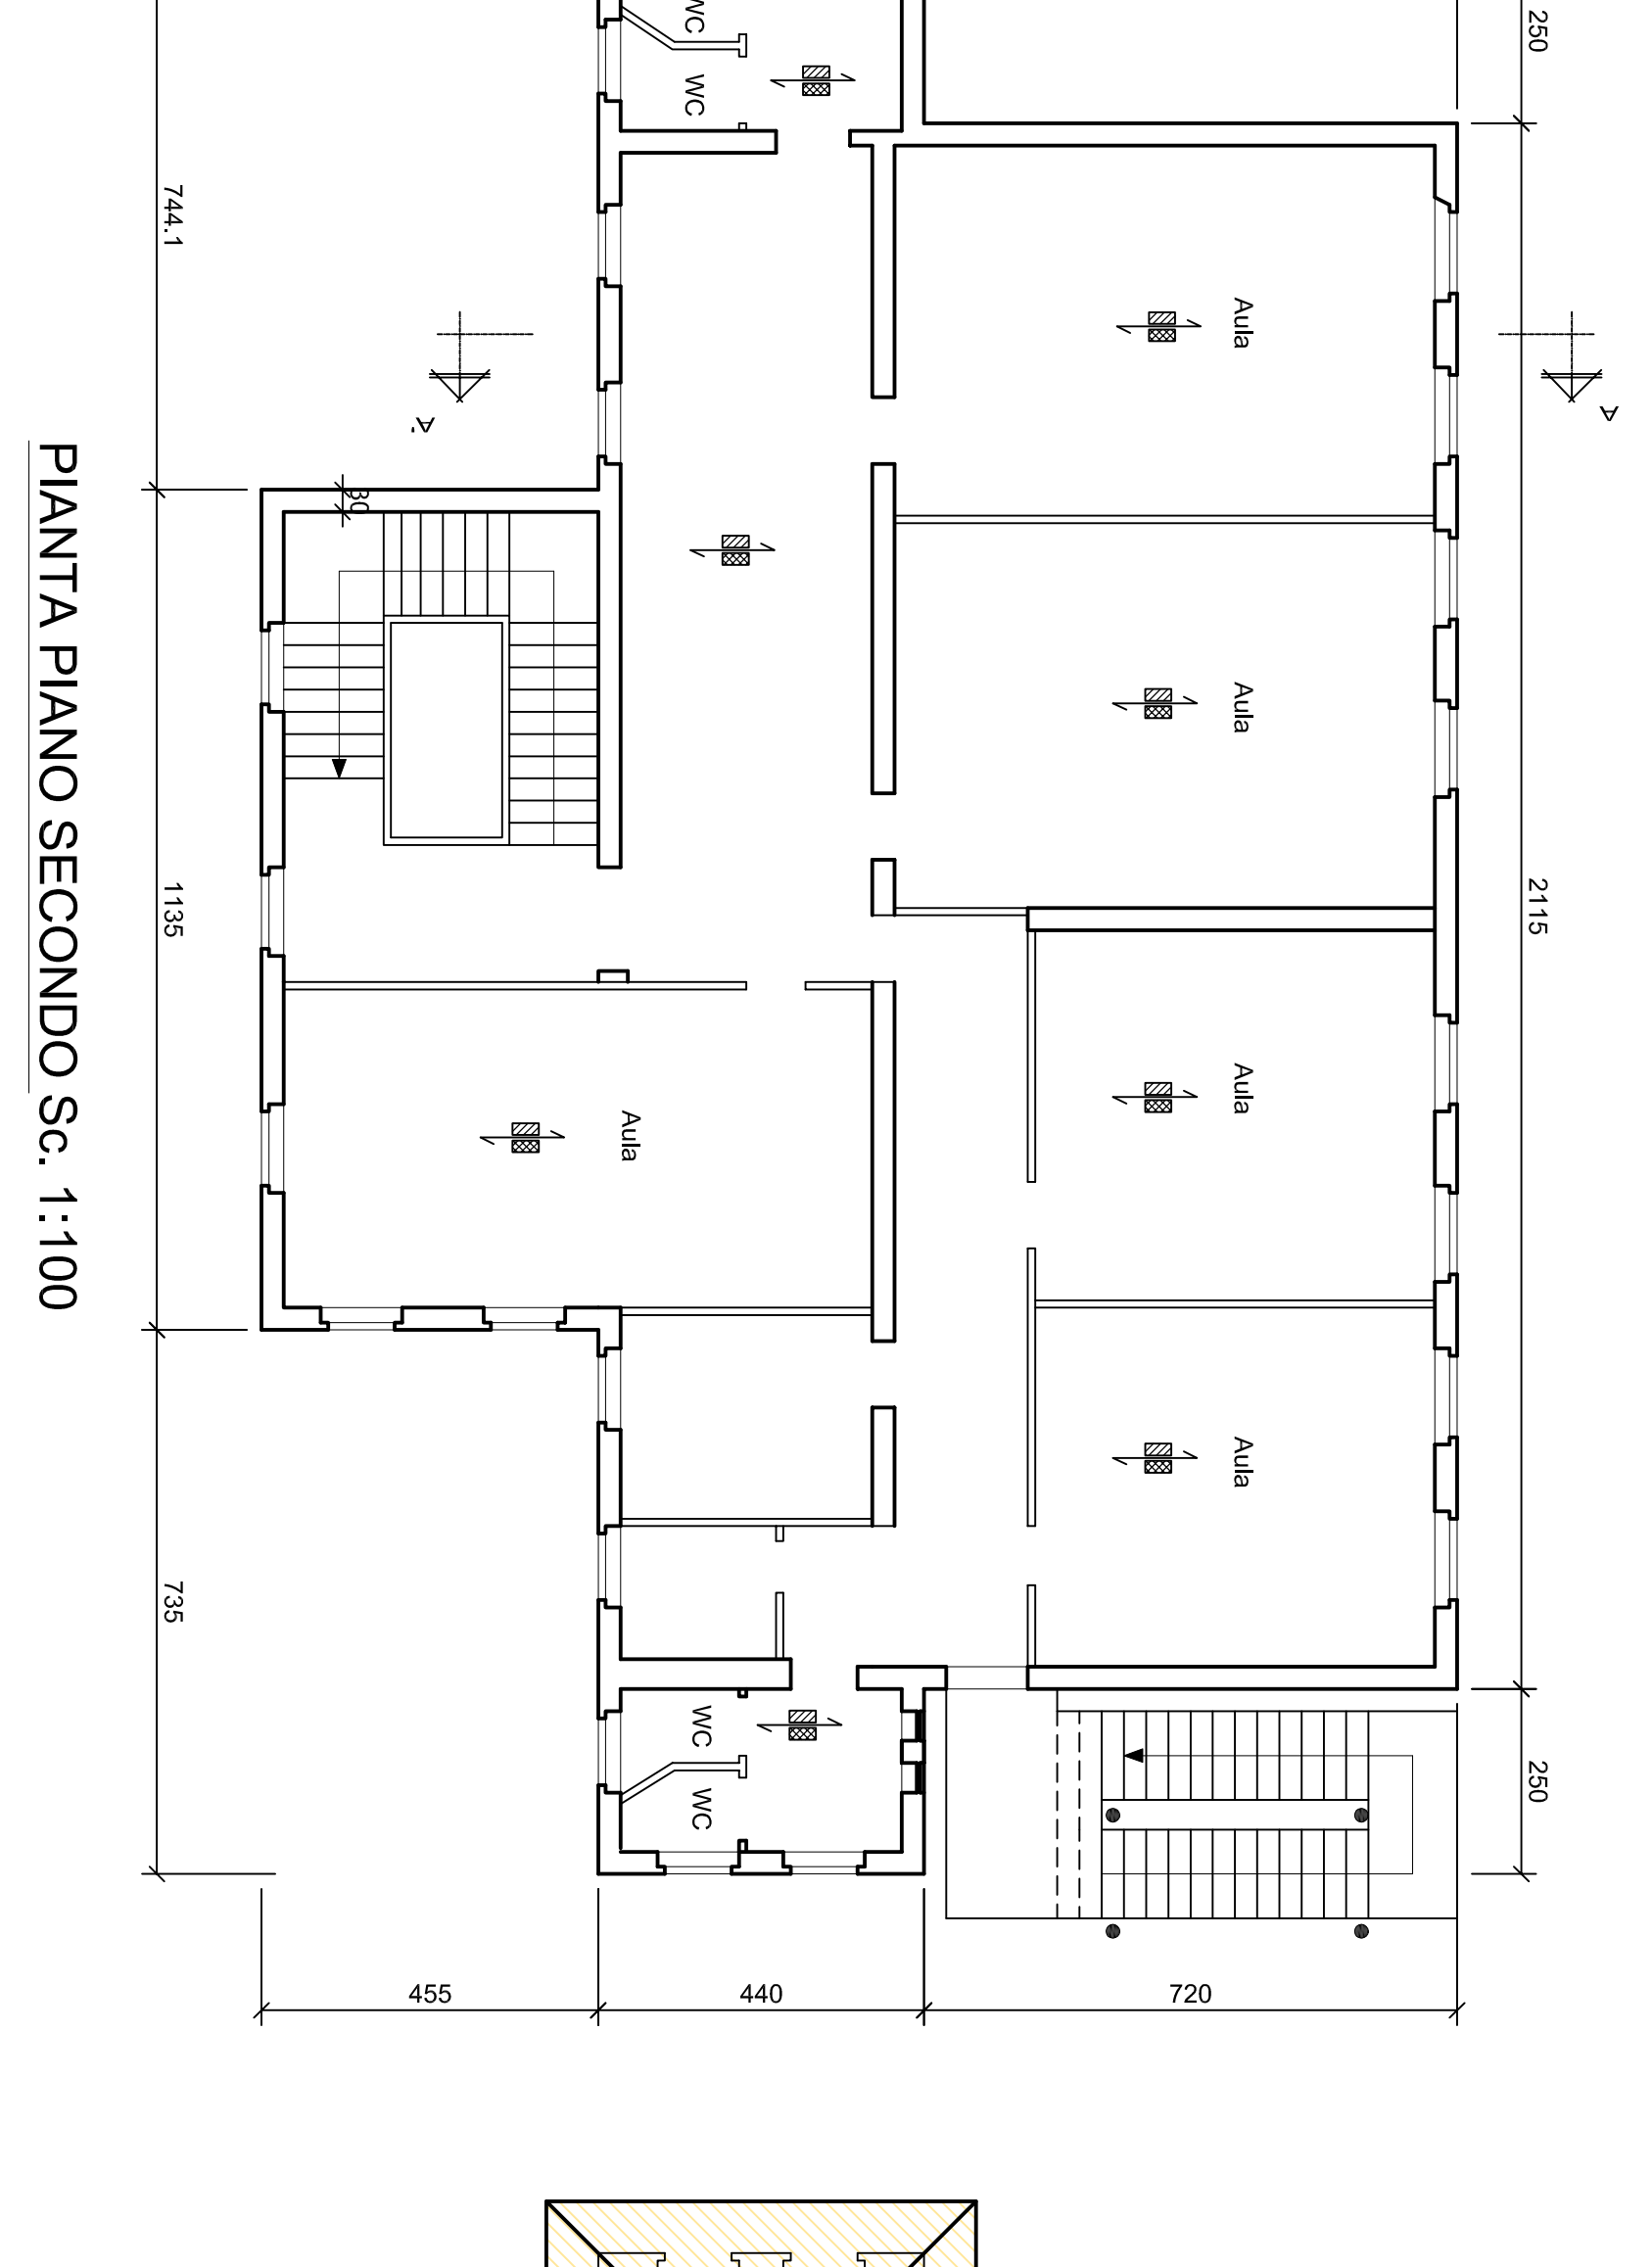 PIANTA PIANO SECONDO Sc. 1:100
250
2115
250
A
A'
744.1
1135
735
30
WC
WC
Aula
Aula
Aula
Aula
Aula
WC
WC
455
440
720